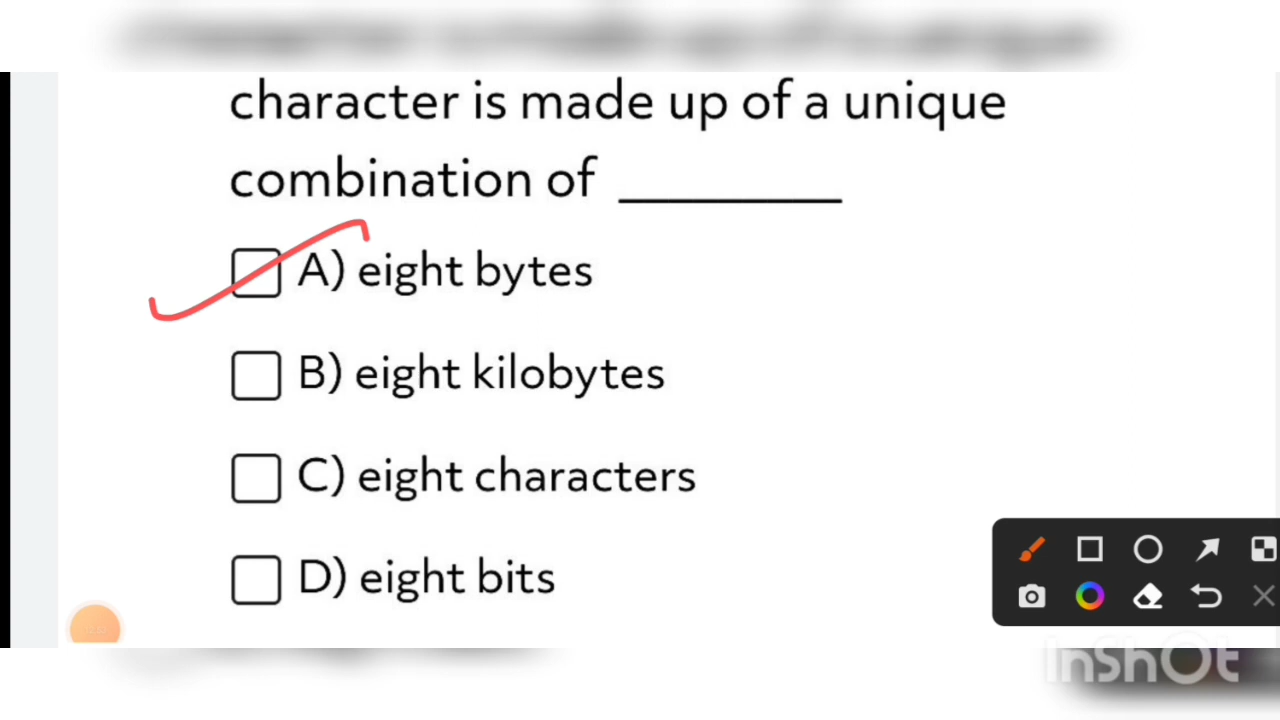 character is made up of a unique
combination of ________
A) eight bytes
B) eight kilobytes
C) eight characters
D) eight bits
InShOt